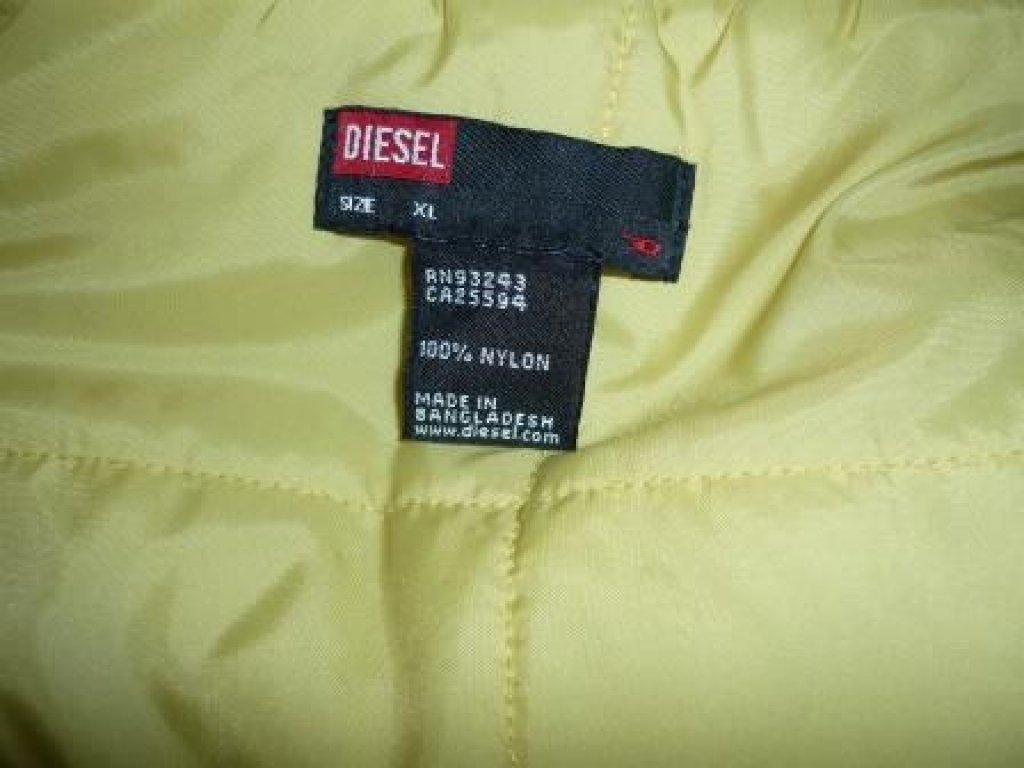 DIESEL
SIZE XL
RN93243
CA25594
100% NYLON
MADE IN
BANGLADESH
www.diesel.com